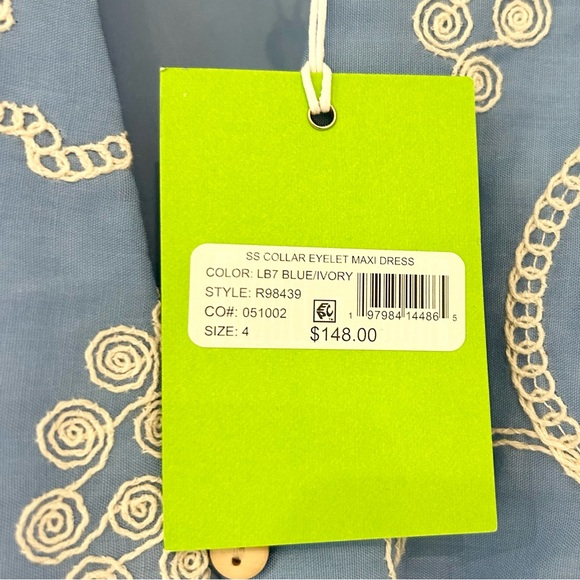 SS COLLAR EYELET MAXI DRESS
COLOR: LB7 BLUE/IVORY
STYLE: R98439
CO#: 051002
SIZE: 4
1 97984 14486 5
$148.00